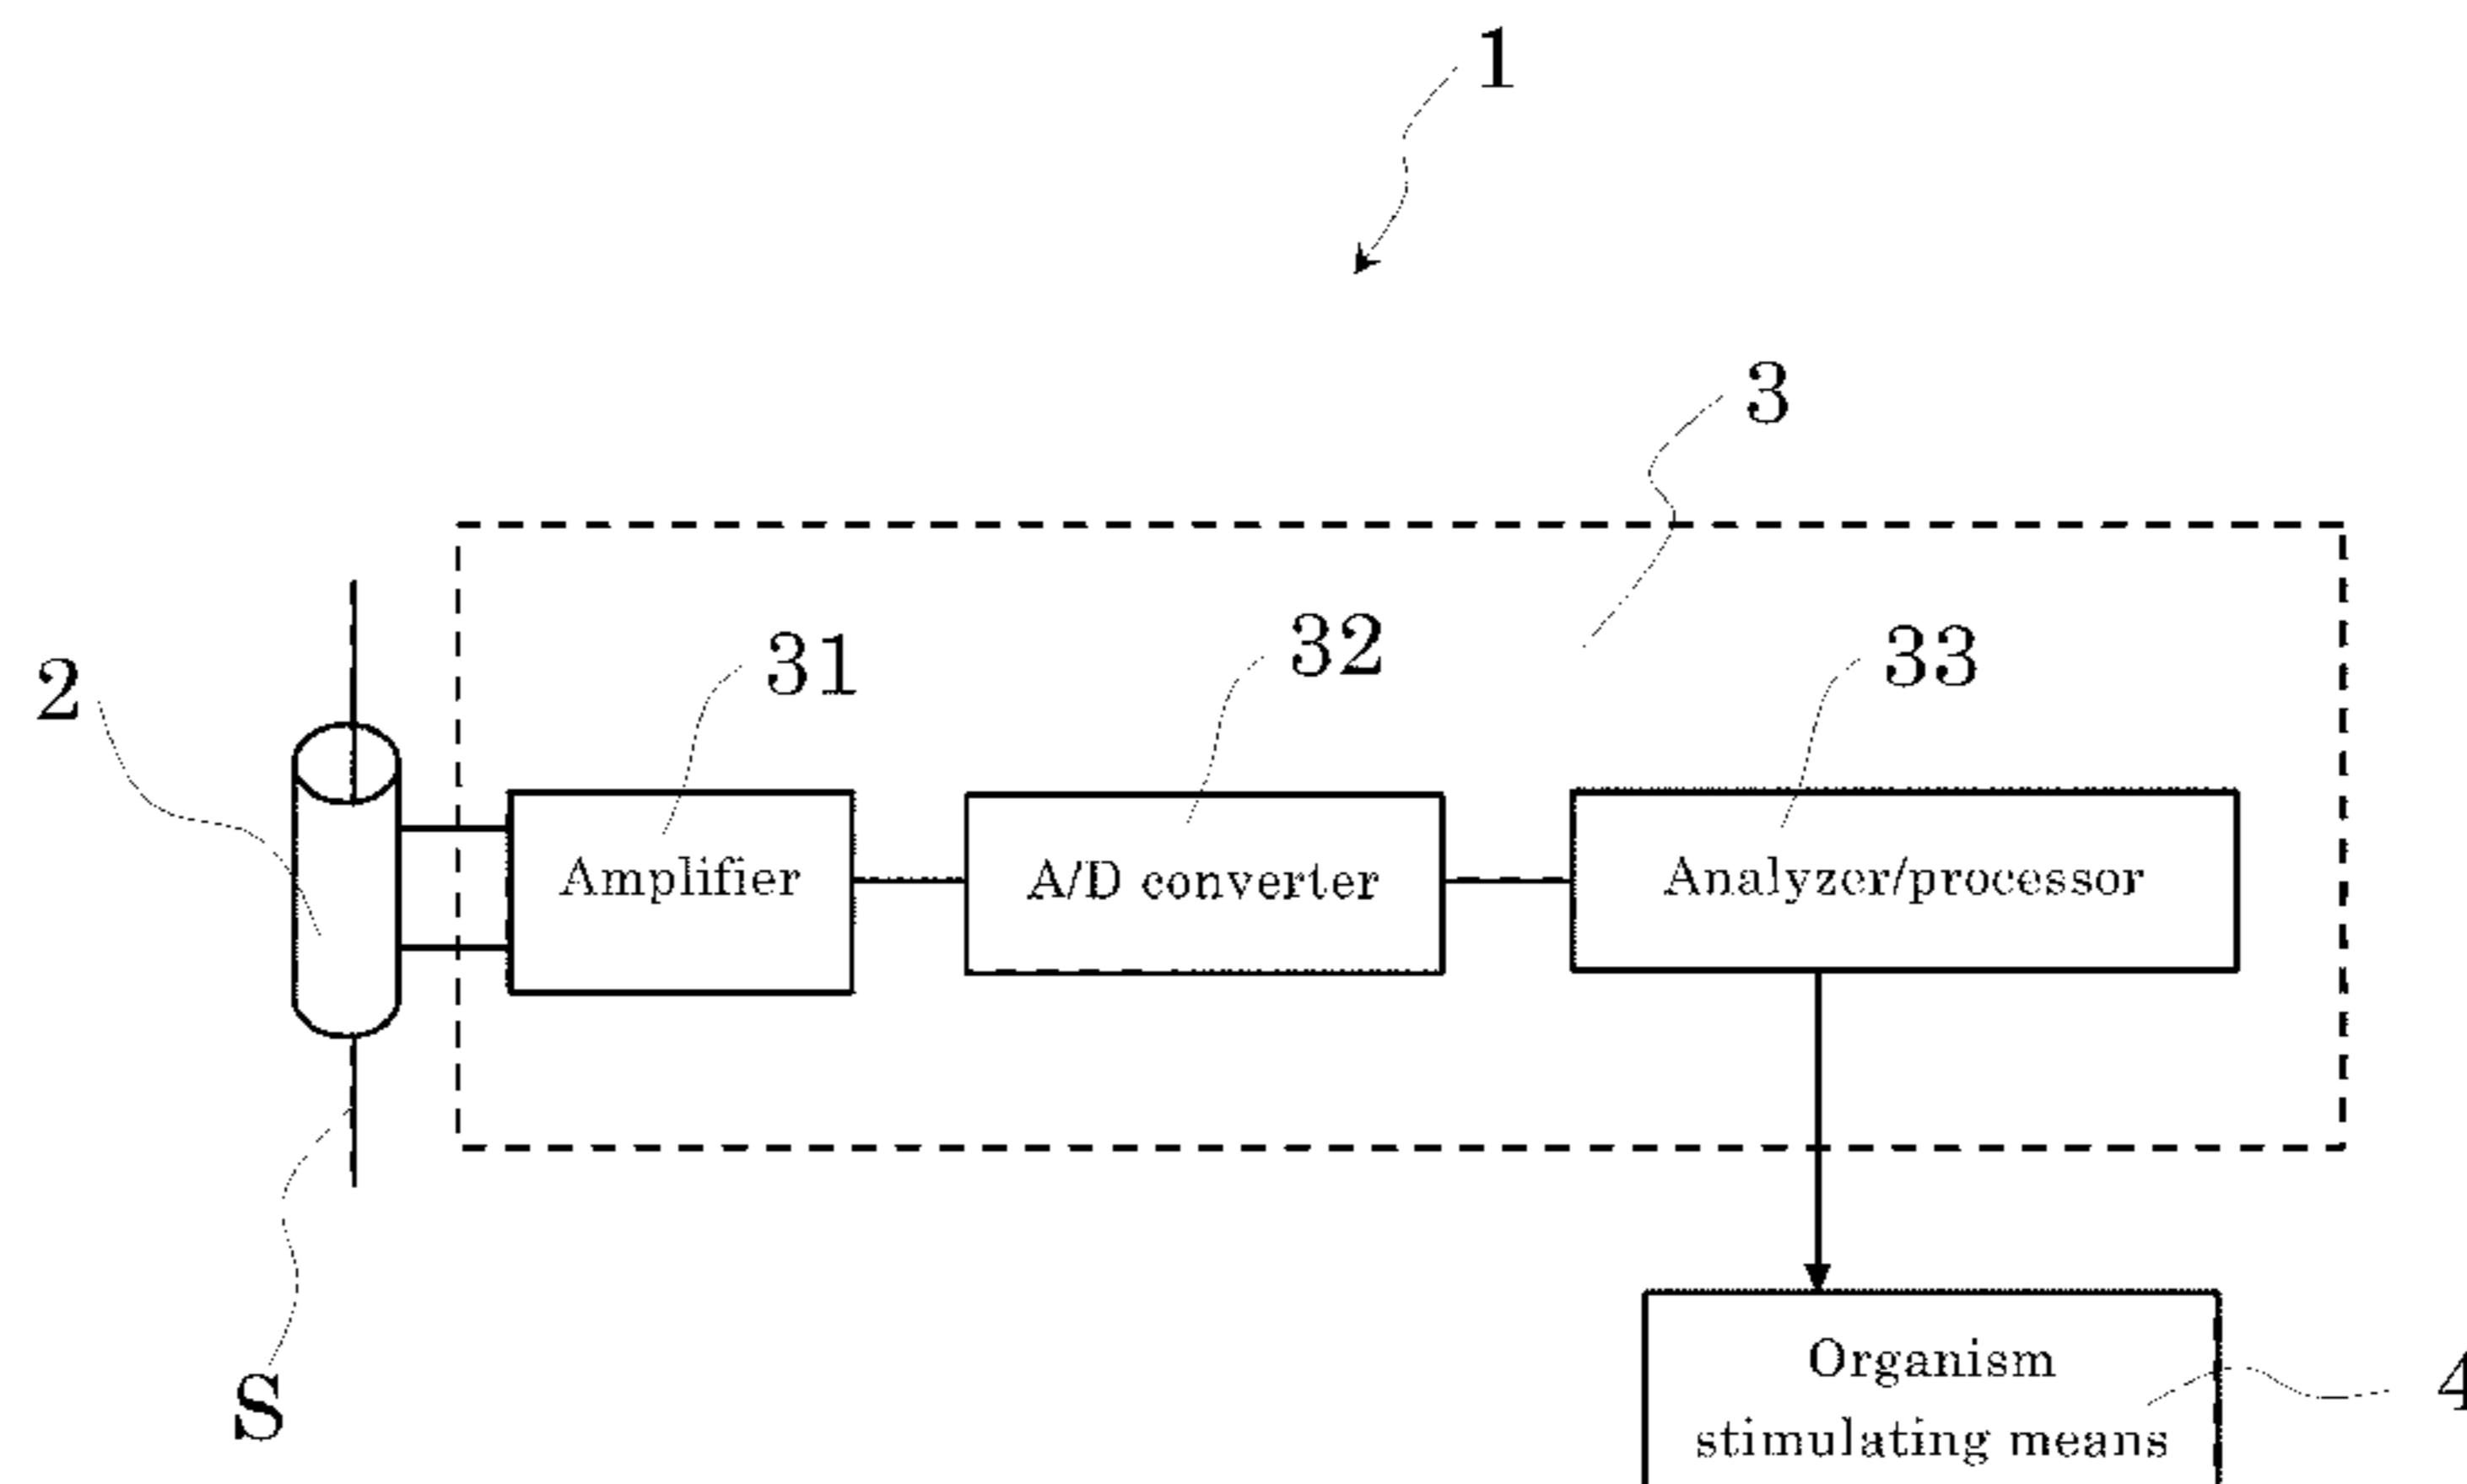 1
3
31
32
33
2
Amplifier
A/D converter
Analyzer/processor
S
Organism
stimulating means
4